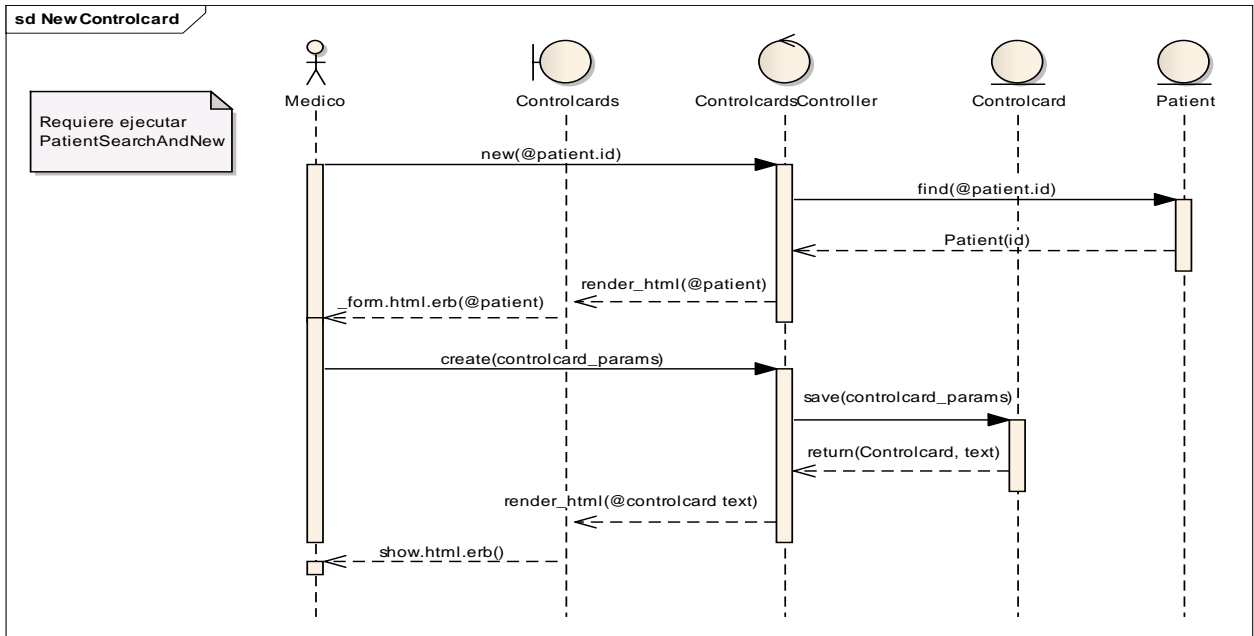 sd NewControlcard
Requiere ejecutar
PatientSearchAndNew
Medico
Controlcards
ControlcardsController
Controlcard
Patient
new(@patient.id)
find(@patient.id)
Patient(id)
render_html(@patient)
_form.html.erb(@patient)
create(controlcard_params)
save(controlcard_params)
return(Controlcard, text)
render_html(@controlcard text)
show.html.erb()